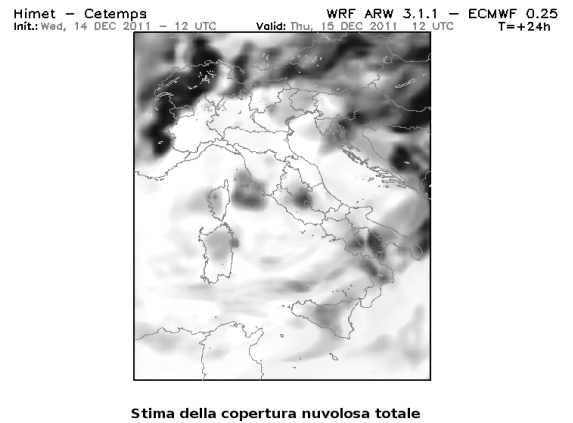 Himet – Cetemps WRF ARW 3.1.1 – ECMWF 0.25
Init.: Wed, 14 DEC 2011 – 12 UTC Valid: Thu, 15 DEC 2011 12 UTC T=+24h
Stima della copertura nuvolosa totale